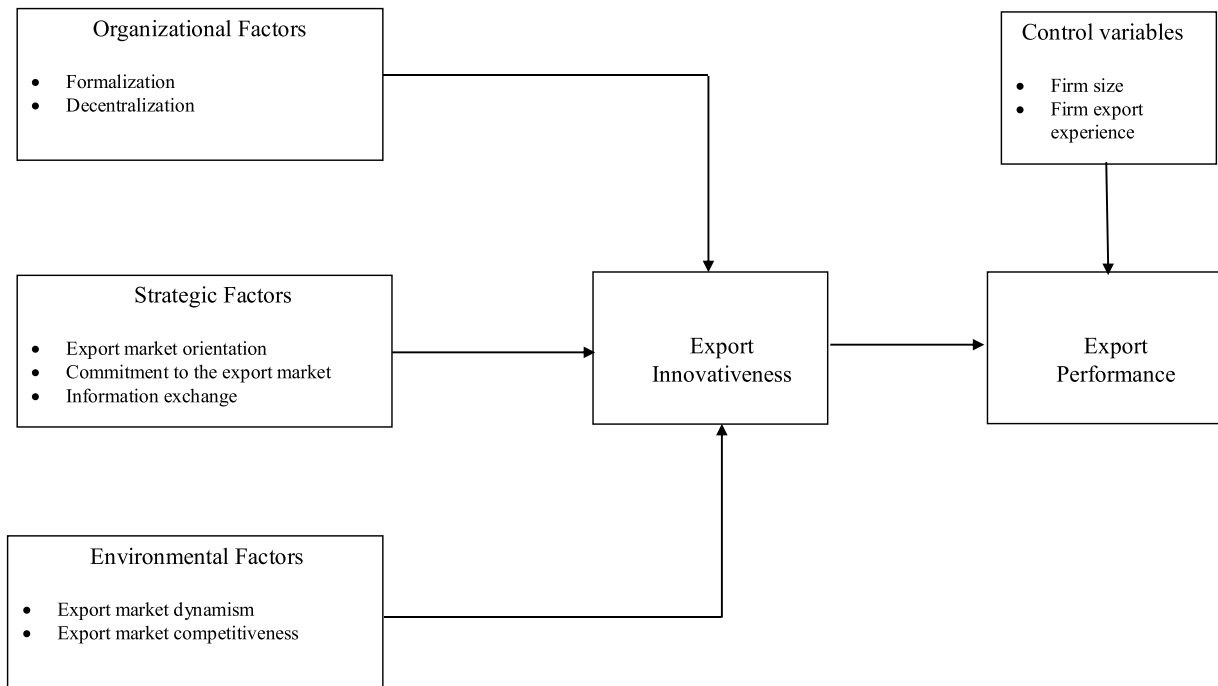 Organizational Factors
• Formalization
• Decentralization
Control variables
• Firm size
• Firm export
experience
Strategic Factors
• Export market orientation
• Commitment to the export market
• Information exchange
Export
Innovativeness
Export
Performance
Environmental Factors
• Export market dynamism
• Export market competitiveness